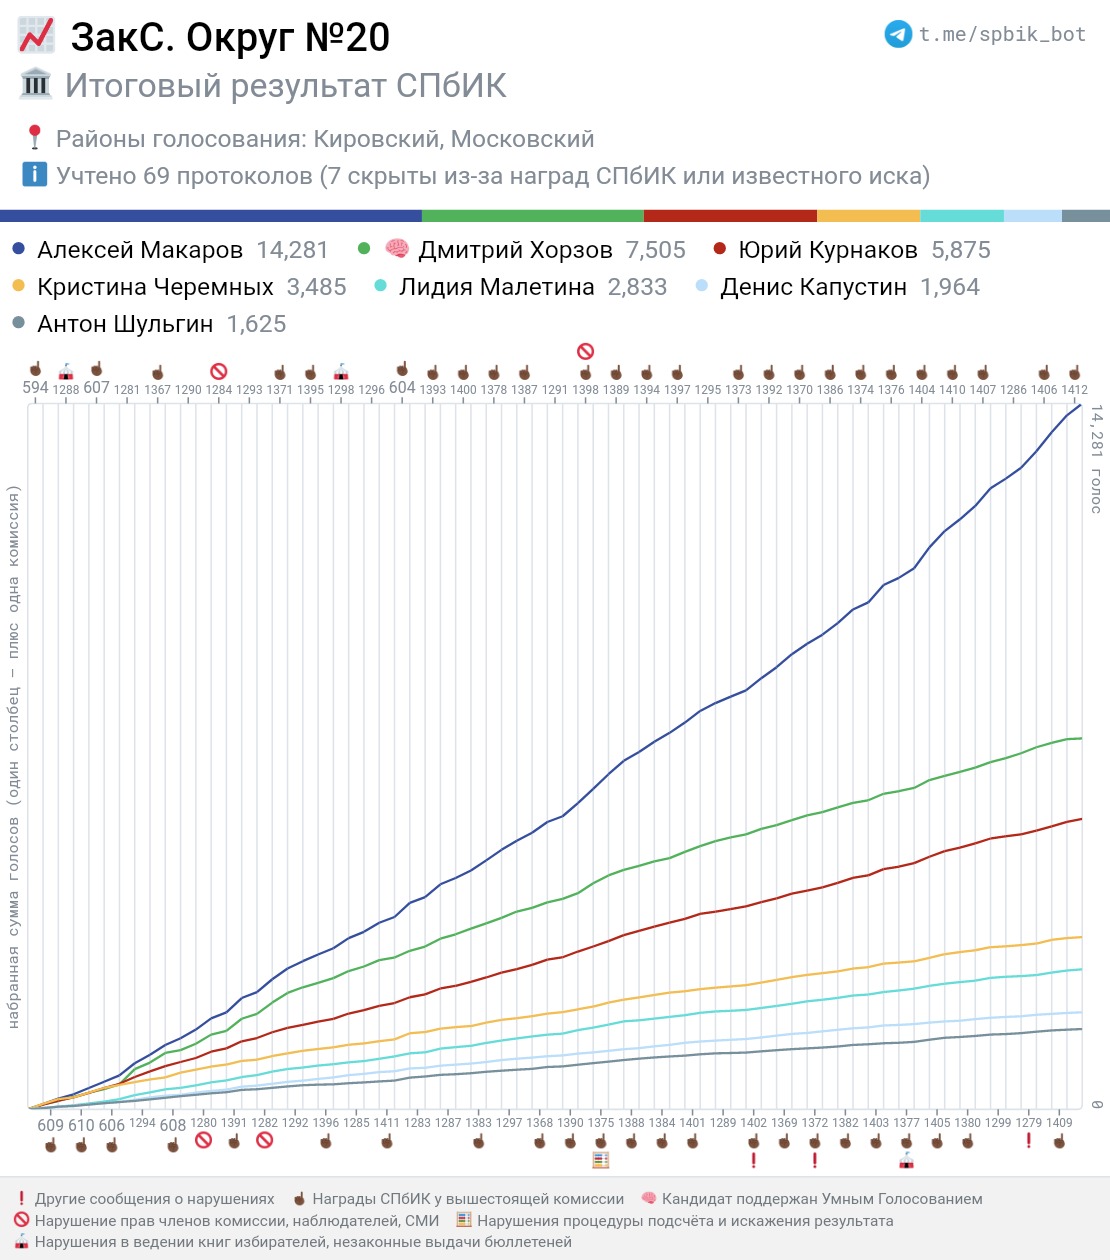 ЗакС. Округ №20
t.me/spbik_bot
Итоговый результат СПбИК
Районы голосования: Кировский, Московский
Учтено 69 протоколов (7 скрыты из-за наград СПбИК или известного иска)
Алексей Макаров 14,281 Дмитрий Хорзов 7,505 Юрий Курнаков 5,875
Кристина Черемных 3,485 Лидия Малетина 2,833 Денис Капустин 1,964
Антон Шульгин 1,625
594 1288 607 1281 1367 1290 1284 1293 1371 1395 1298 1296 604 1393 1400 1378 1387 1291 1398 1389 1394 1397 1295 1373 1392 1370 1386 1374 1376 1404 1410 1407 1286 1406 1412
14,281 голос
набранная сумма голосов (один столбец — плюс одна комиссия)
0
609 610 606 1294 608 1280 1391 1282 1292 1396 1285 1411 1283 1287 1383 1297 1368 1390 1375 1388 1384 1401 1289 1402 1369 1372 1382 1403 1377 1405 1380 1299 1279 1409
Другие сообщения о нарушениях Награды СПбИК у вышестоящей комиссии Кандидат поддержан Умным Голосованием
Нарушение прав членов комиссии, наблюдателей, СМИ Нарушения процедуры подсчёта и искажения результата
Нарушения в ведении книг избирателей, незаконные выдачи бюллетеней